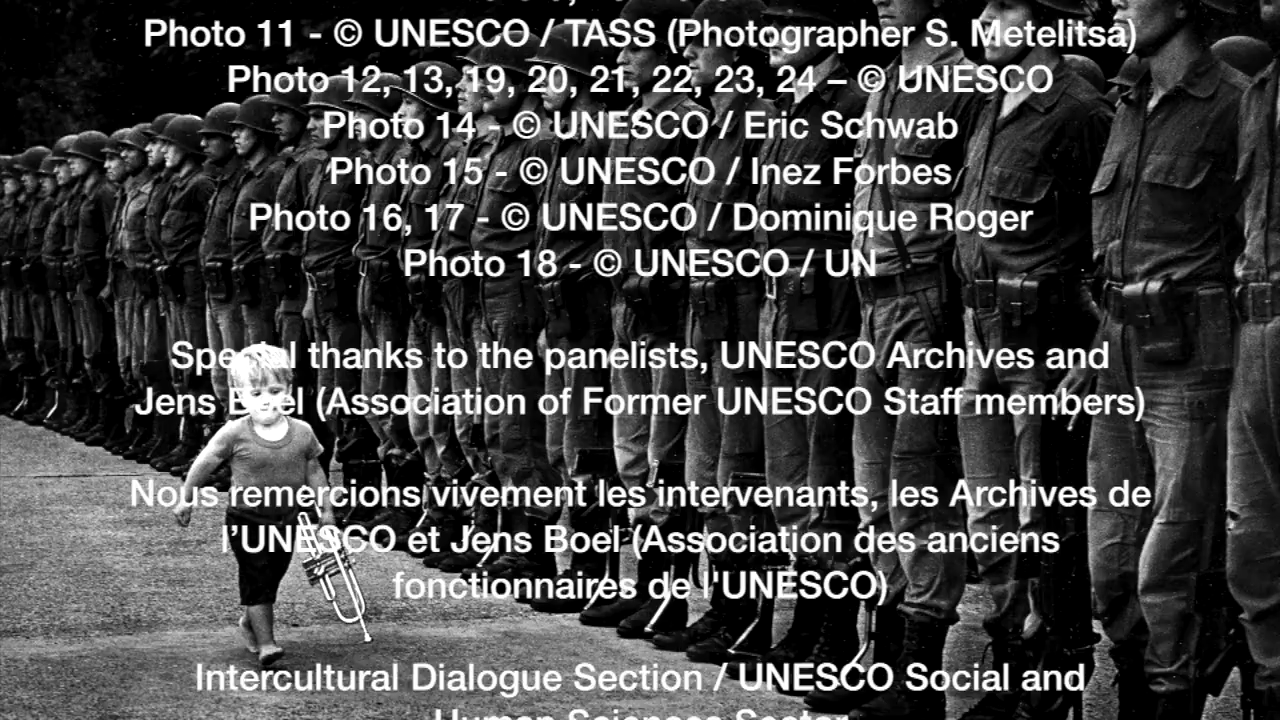 Photo 11 - © UNESCO / TASS (Photographer S. Metelitsa)
Photo 12, 13, 19, 20, 21, 22, 23, 24 – © UNESCO
Photo 14 - © UNESCO / Eric Schwab
Photo 15 - © UNESCO / Inez Forbes
Photo 16, 17 - © UNESCO / Dominique Roger
Photo 18 - © UNESCO / UN
Special thanks to the panelists, UNESCO Archives and
Jens Boel (Association of Former UNESCO Staff members)
Nous remercions vivement les intervenants, les Archives de
l’UNESCO et Jens Boel (Association des anciens
fonctionnaires de l'UNESCO)
Intercultural Dialogue Section / UNESCO Social and
Human Sciences Sector